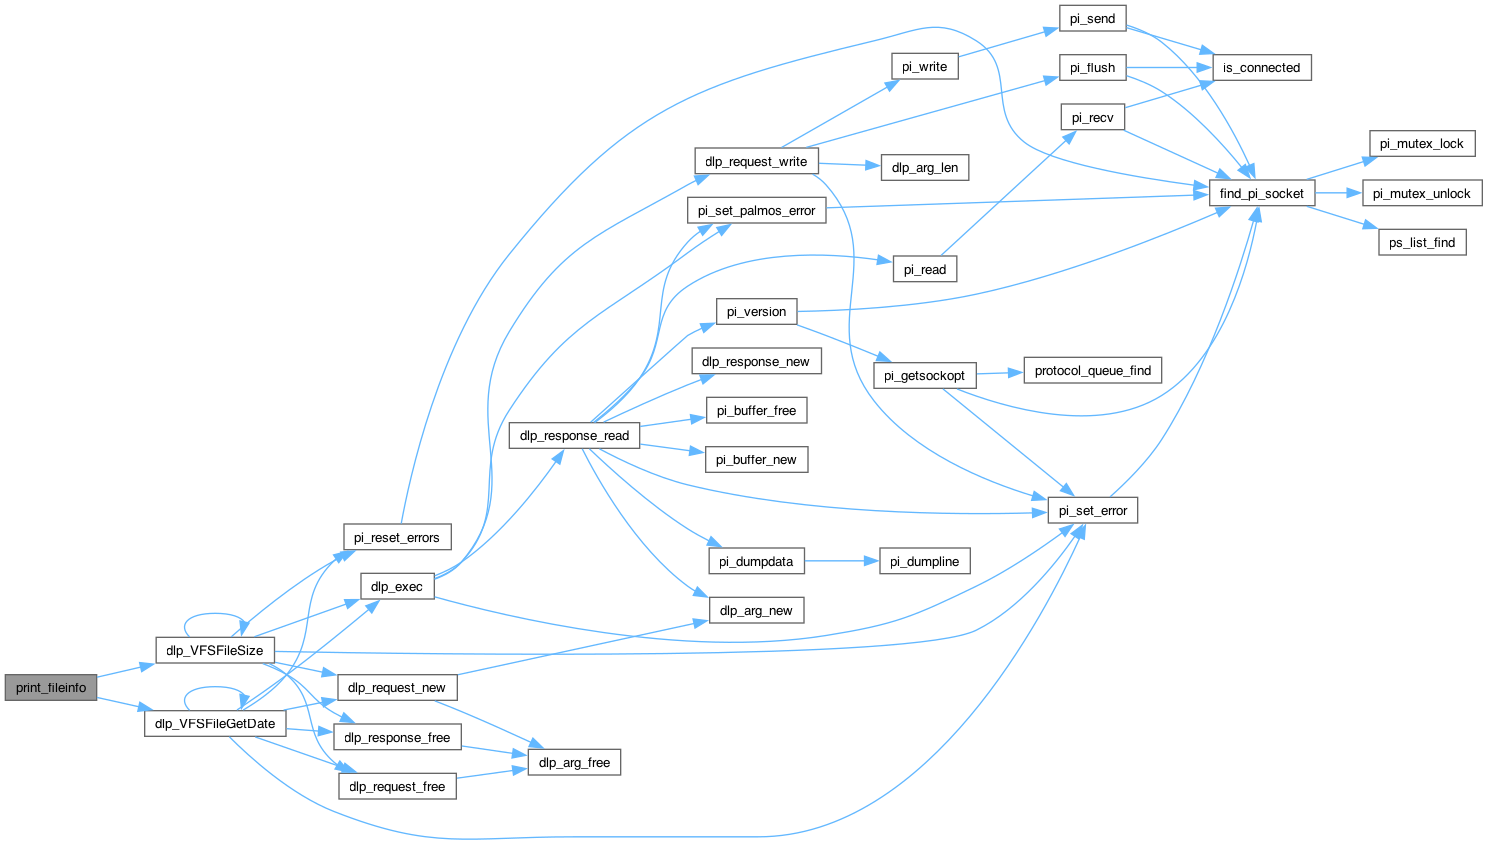 print_fileinfo
dlp_VFSFileSize
dlp_VFSFileGetDate
pi_reset_errors
dlp_exec
dlp_request_new
dlp_response_free
dlp_request_free
dlp_response_read
dlp_arg_free
dlp_request_write
pi_set_palmos_error
pi_version
dlp_response_new
pi_buffer_free
pi_buffer_new
pi_dumpdata
dlp_arg_new
pi_write
dlp_arg_len
pi_read
pi_getsockopt
pi_dumpline
pi_send
pi_flush
pi_recv
protocol_queue_find
pi_set_error
is_connected
find_pi_socket
pi_mutex_lock
pi_mutex_unlock
ps_list_find